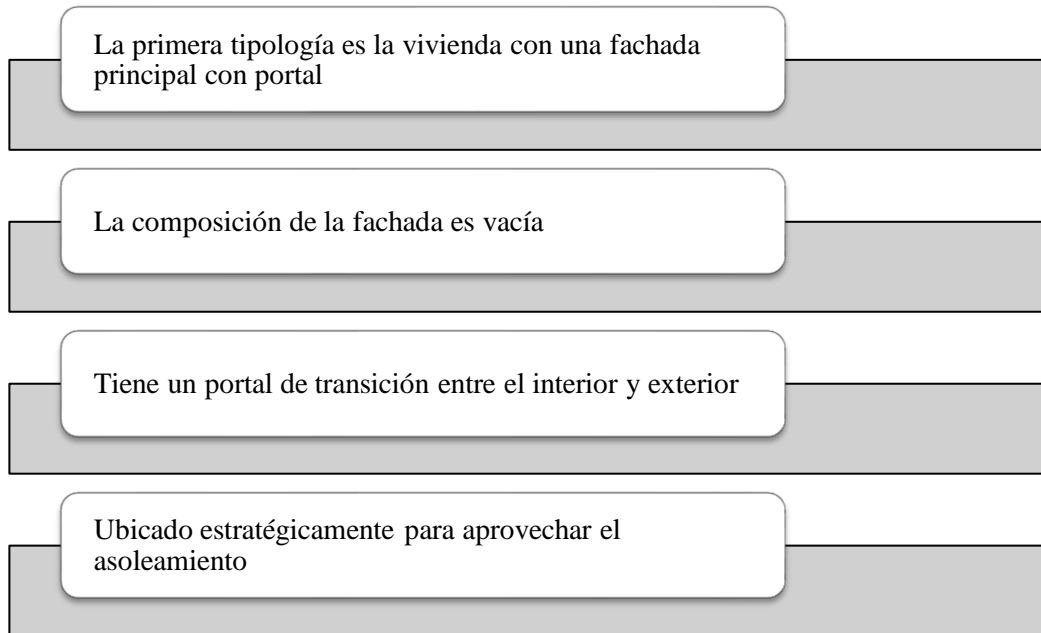 La primera tipología es la vivienda con una fachada
principal con portal
La composición de la fachada es vacía
Tiene un portal de transición entre el interior y exterior
Ubicado estratégicamente para aprovechar el
asoleamiento